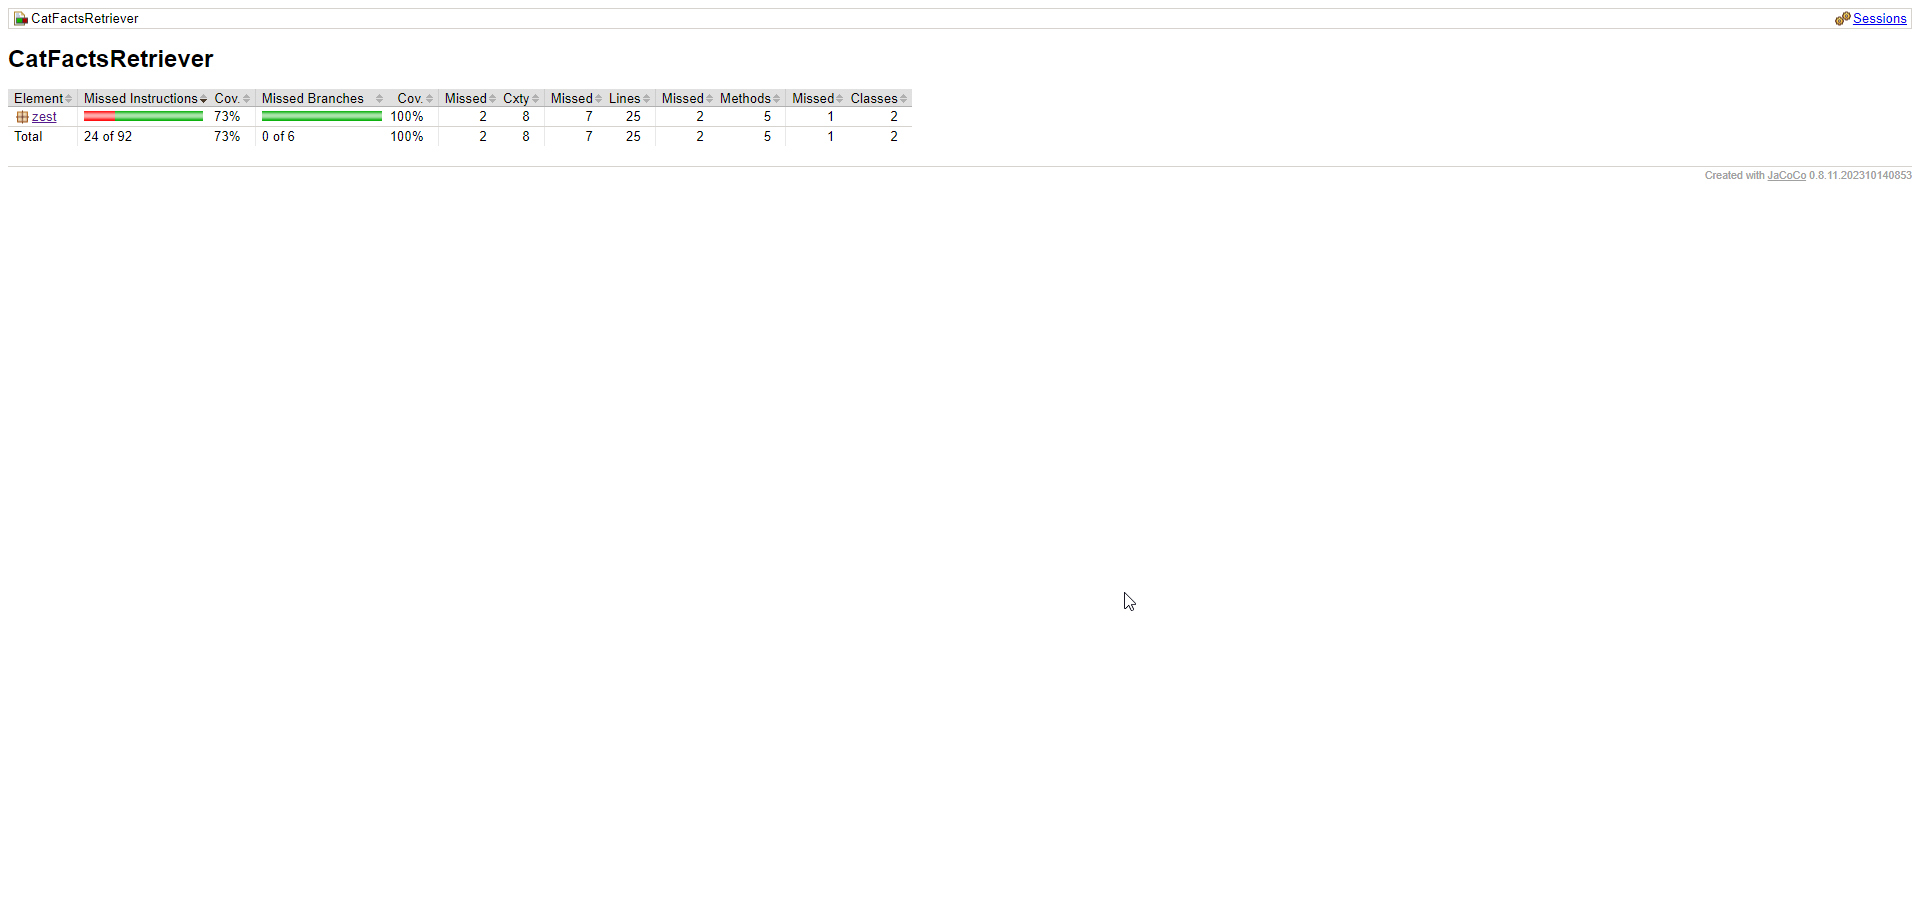 CatFactsRetriever Sessions
CatFactsRetriever
Element Missed Instructions Cov. Missed Branches Cov. Missed Cxty Missed Lines Missed Methods Missed Classes
zest 73% 100% 2 8 7 25 2 5 1 2
Total 24 of 92 73% 0 of 6 100% 2 8 7 25 2 5 1 2
Created with JaCoCo 0.8.11.202310140853